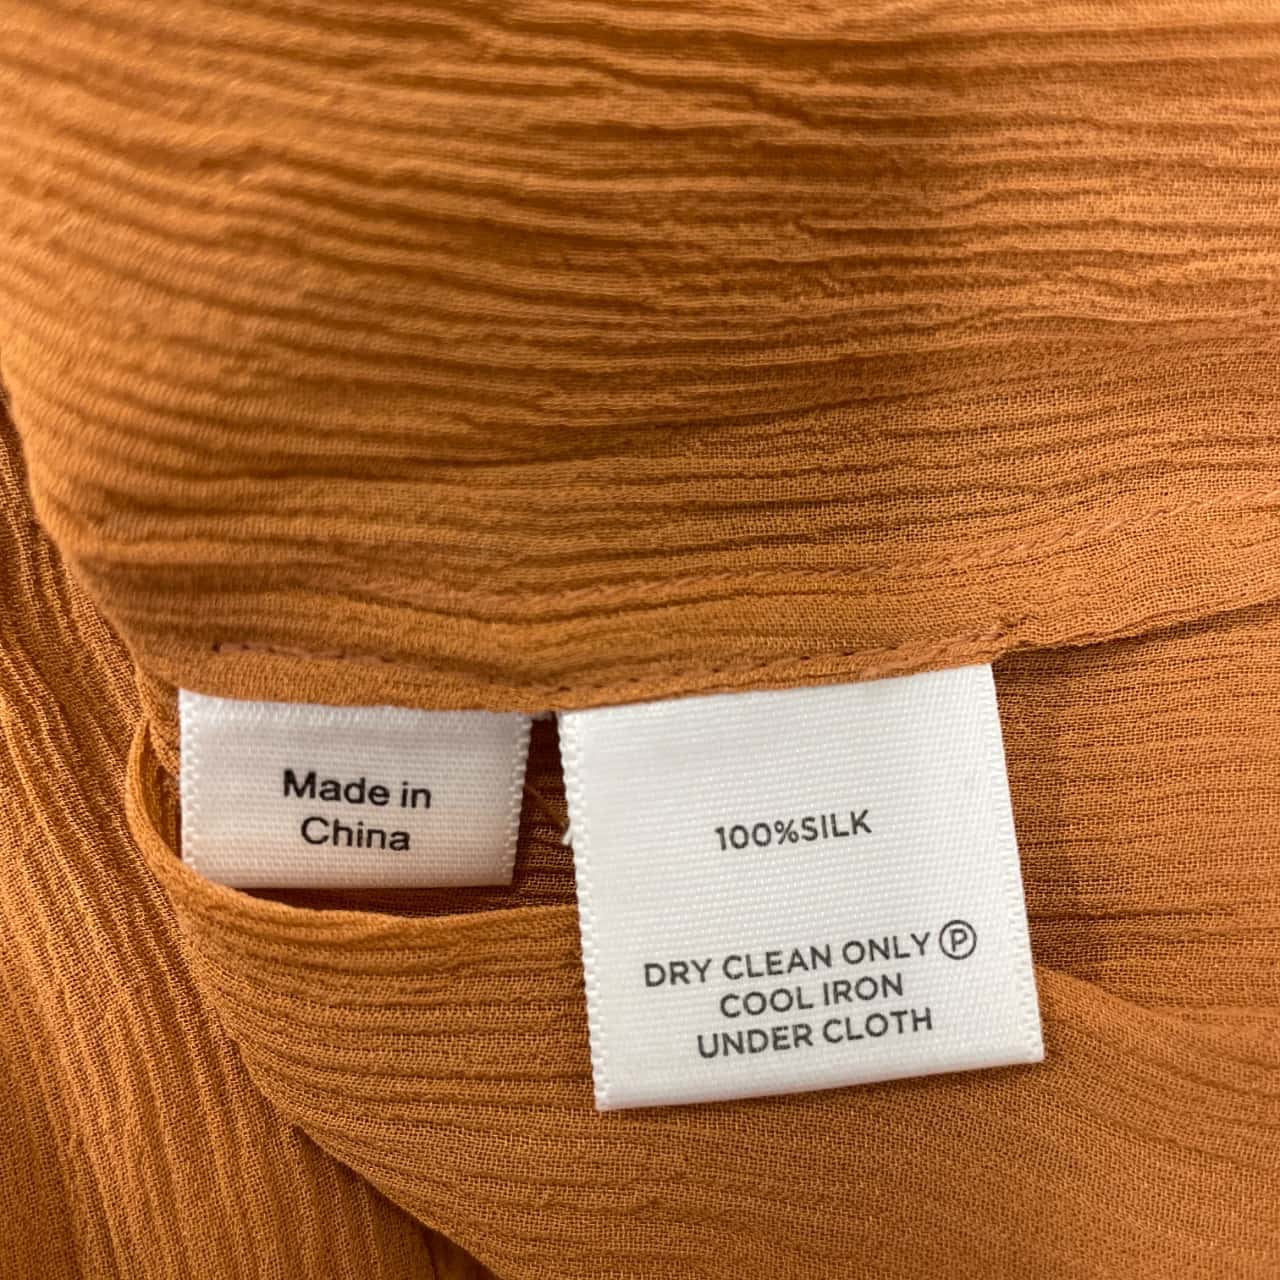 Made in
China
100%SILK
DRY CLEAN ONLY Ⓟ
COOL IRON
UNDER CLOTH